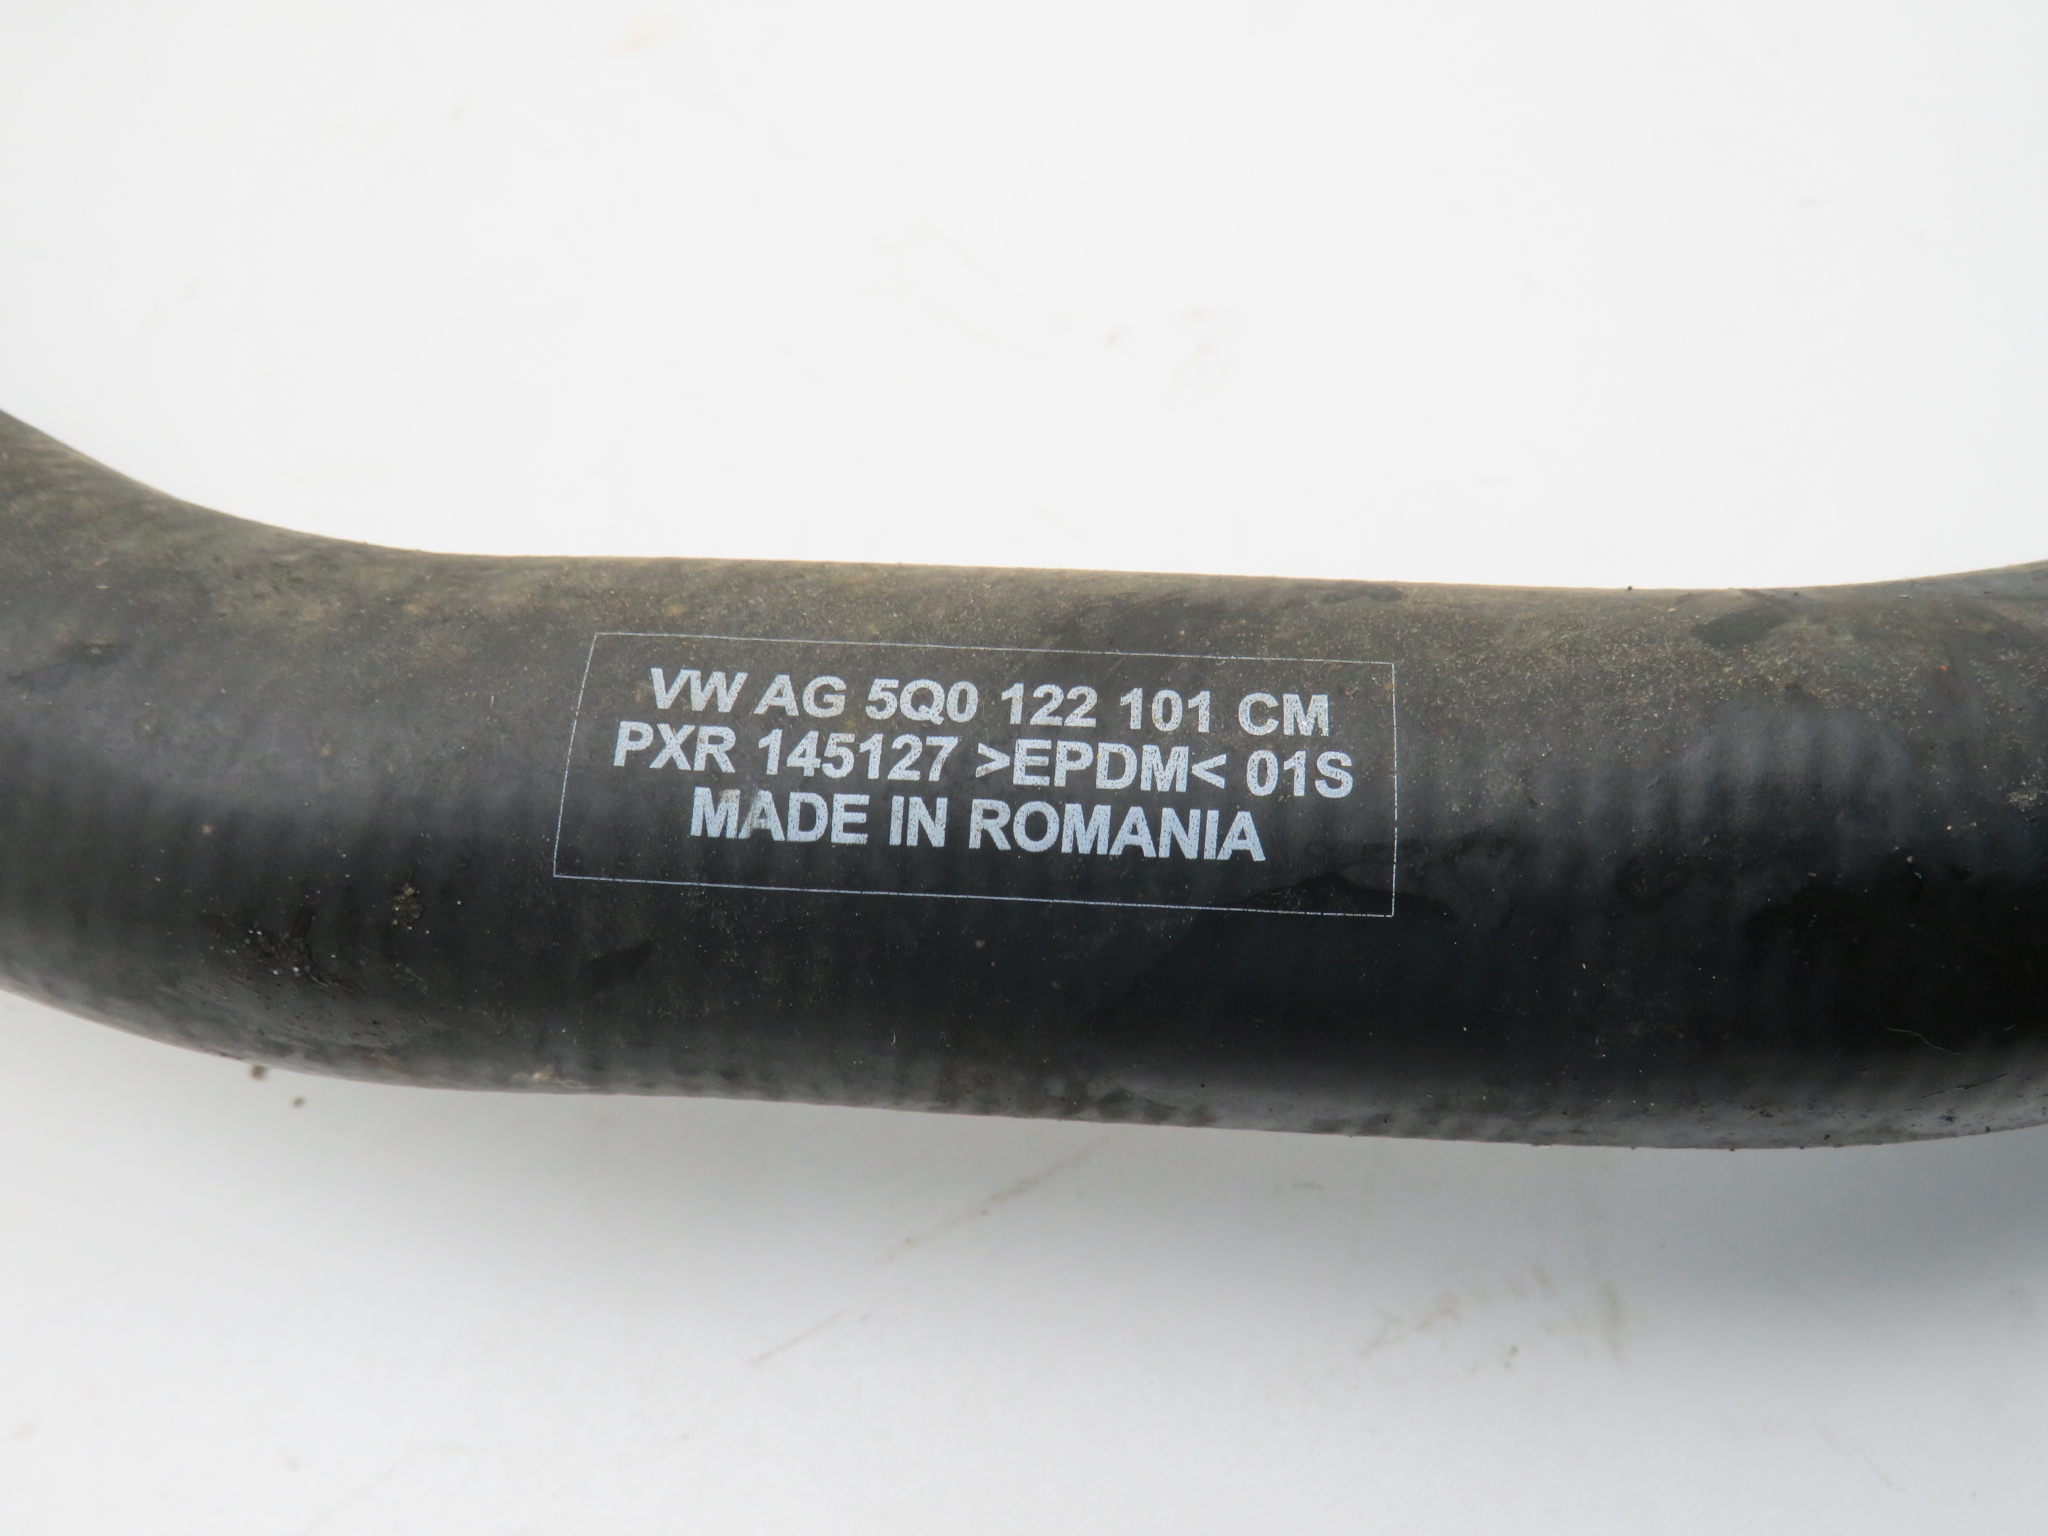 VW AG 5Q0 122 101 CM
PXR 145127 >EPDM< 01S
MADE IN ROMANIA